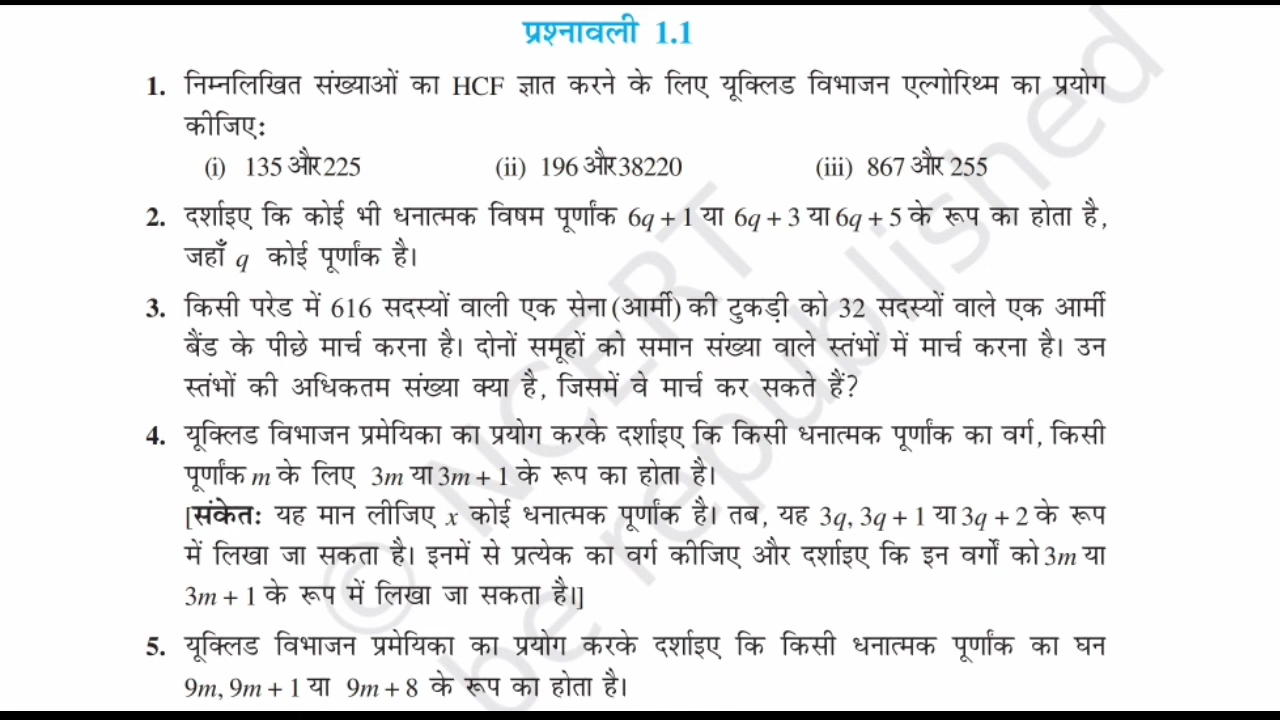 प्रश्नावली 1.1
1. निम्नलिखित संख्याओं का HCF ज्ञात करने के लिए यूक्लिड विभाजन एल्गोरिथ्म का प्रयोग
कीजिए:
(i) 135 और 225 (ii) 196 और 38220 (iii) 867 और 255
2. दर्शाइए कि कोई भी धनात्मक विषम पूर्णांक 6q + 1 या 6q + 3 या 6q + 5 के रूप का होता है,
जहाँ q कोई पूर्णांक है।
3. किसी परेड में 616 सदस्यों वाली एक सेना (आर्मी) की टुकड़ी को 32 सदस्यों वाले एक आर्मी
बैंड के पीछे मार्च करना है। दोनों समूहों को समान संख्या वाले स्तंभों में मार्च करना है। उन
स्तंभों की अधिकतम संख्या क्या है, जिसमें वे मार्च कर सकते हैं?
4. यूक्लिड विभाजन प्रमेयिका का प्रयोग करके दर्शाइए कि किसी धनात्मक पूर्णांक का वर्ग, किसी
पूर्णांक m के लिए 3m या 3m + 1 के रूप का होता है।
[संकेतः यह मान लीजिए x कोई धनात्मक पूर्णांक है। तब, यह 3q, 3q + 1 या 3q + 2 के रूप
में लिखा जा सकता है। इनमें से प्रत्येक का वर्ग कीजिए और दर्शाइए कि इन वर्गों को 3m या
3m + 1 के रूप में लिखा जा सकता है।]
5. यूक्लिड विभाजन प्रमेयिका का प्रयोग करके दर्शाइए कि किसी धनात्मक पूर्णांक का घन
9m, 9m + 1 या 9m + 8 के रूप का होता है।
© NCERT
be republished